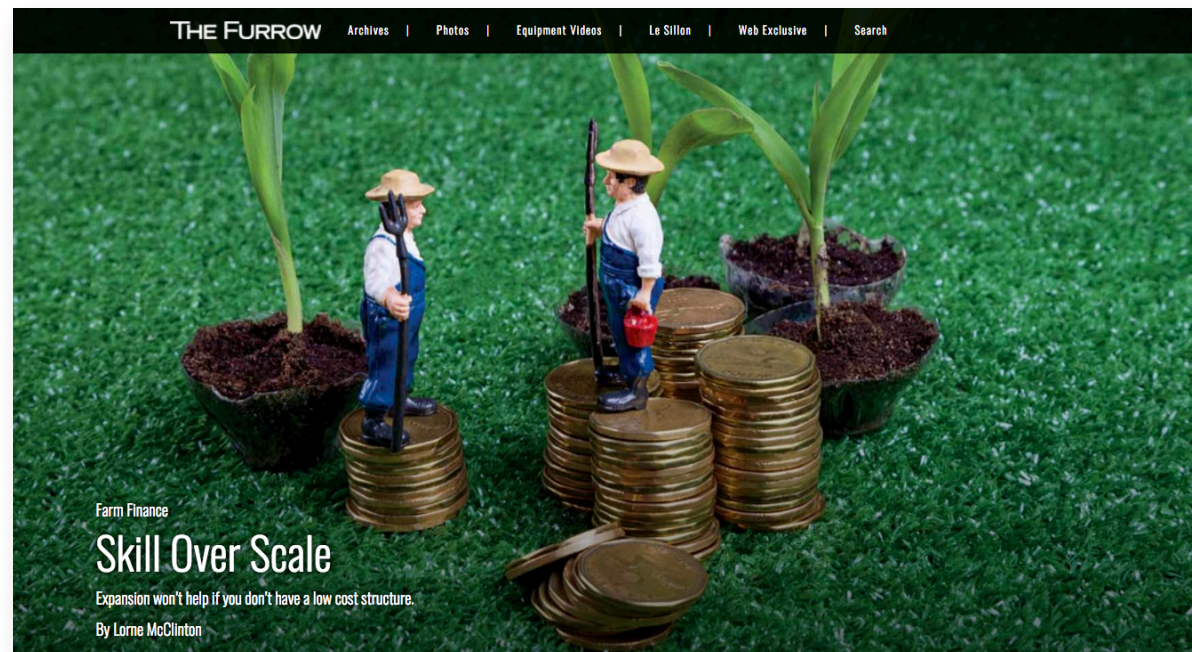 THE FURROW Archives | Photos | Equipment Videos | Le Sillon | Web Exclusive | Search
Farm Finance
Skill Over Scale
Expansion won't help if you don't have a low cost structure.
By Lorne McClinton